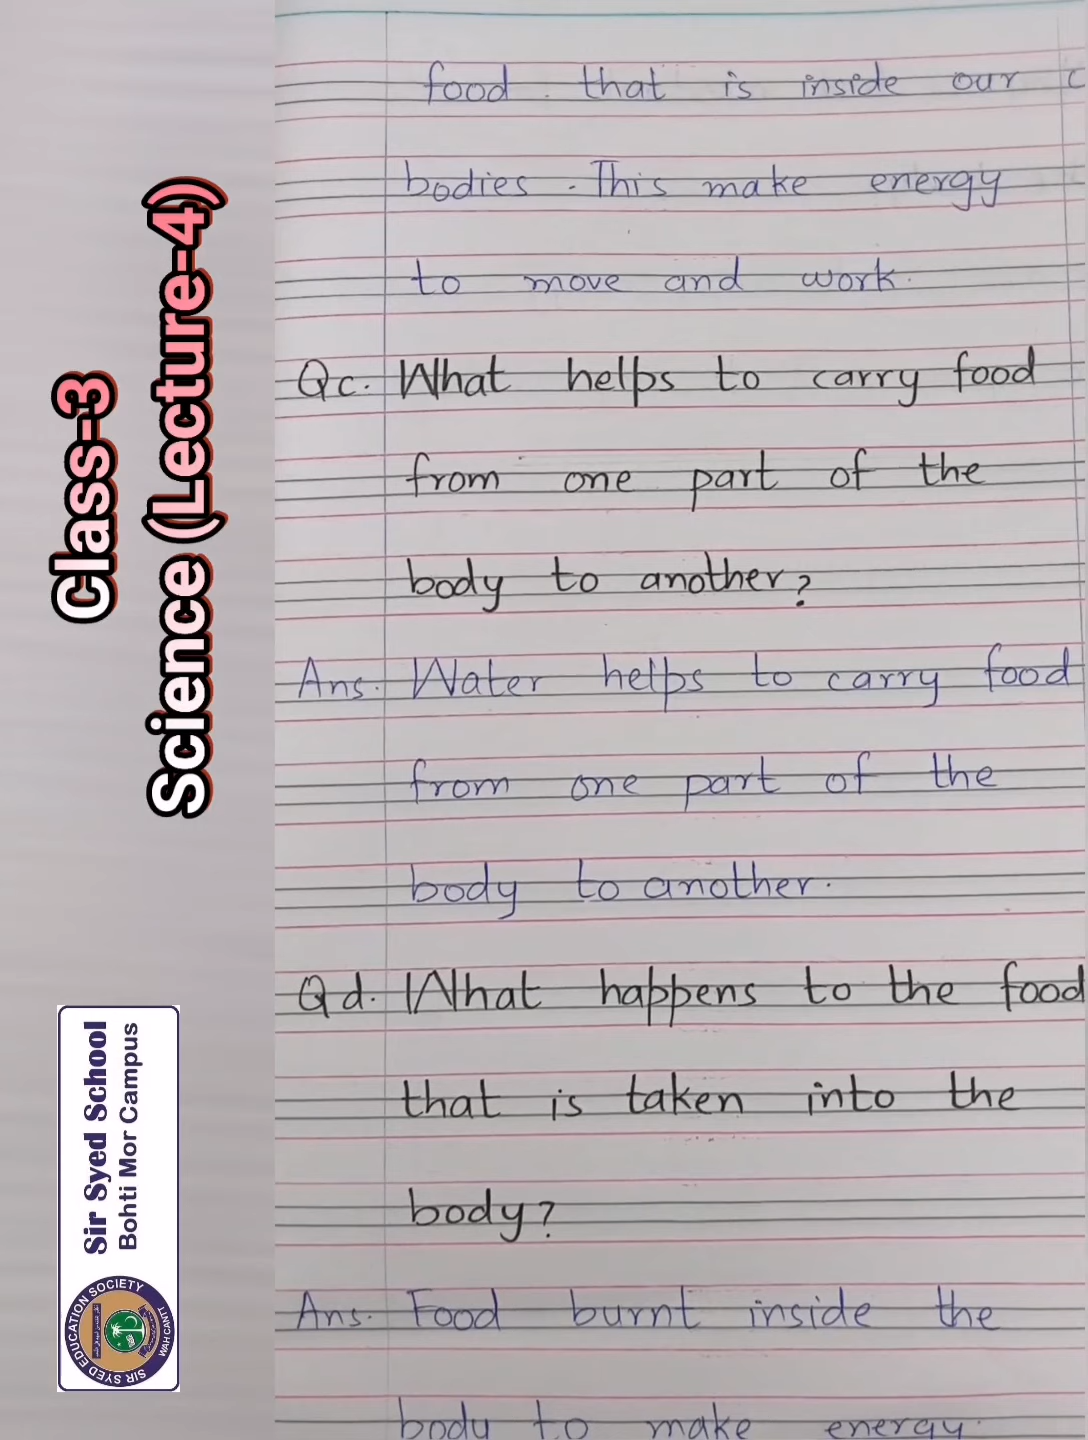 Class-3
Science (Lecture-4)
Sir Syed School
Bohti Mor Campus
SIR SYED EDUCATION SOCIETY
WAH CANTT
food that is inside our
bodies. This make energy
to move and work.
Qc. What helps to carry food
from one part of the
body to another?
Ans. Water helps to carry food
from one part of the
body to another.
Qd. What happens to the food
that is taken into the
body?
Ans. Food burnt inside the
body to make energy.